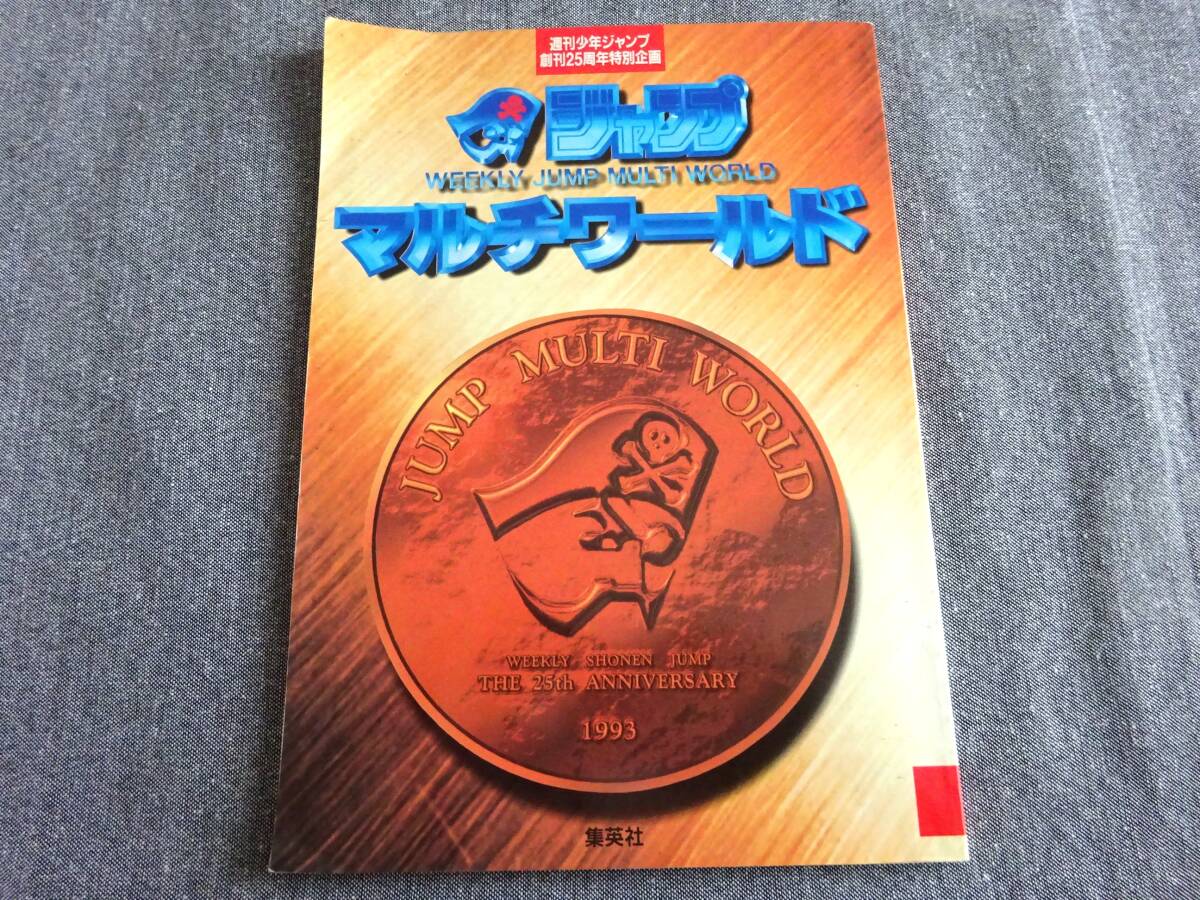 週刊少年ジャンプ
創刊25周年特別企画
ジャンプ
WEEKLY JUMP MULTI WORLD
マルチワールド
JUMP MULTI WORLD
WEEKLY SHONEN JUMP
THE 25th ANNIVERSARY
1993
集英社